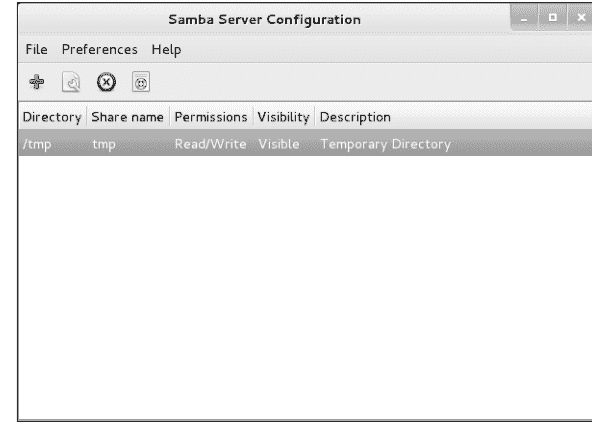 Samba Server Configuration
File Preferences Help
Directory Share name Permissions Visibility Description
/tmp tmp Read/Write Visible Temporary Directory